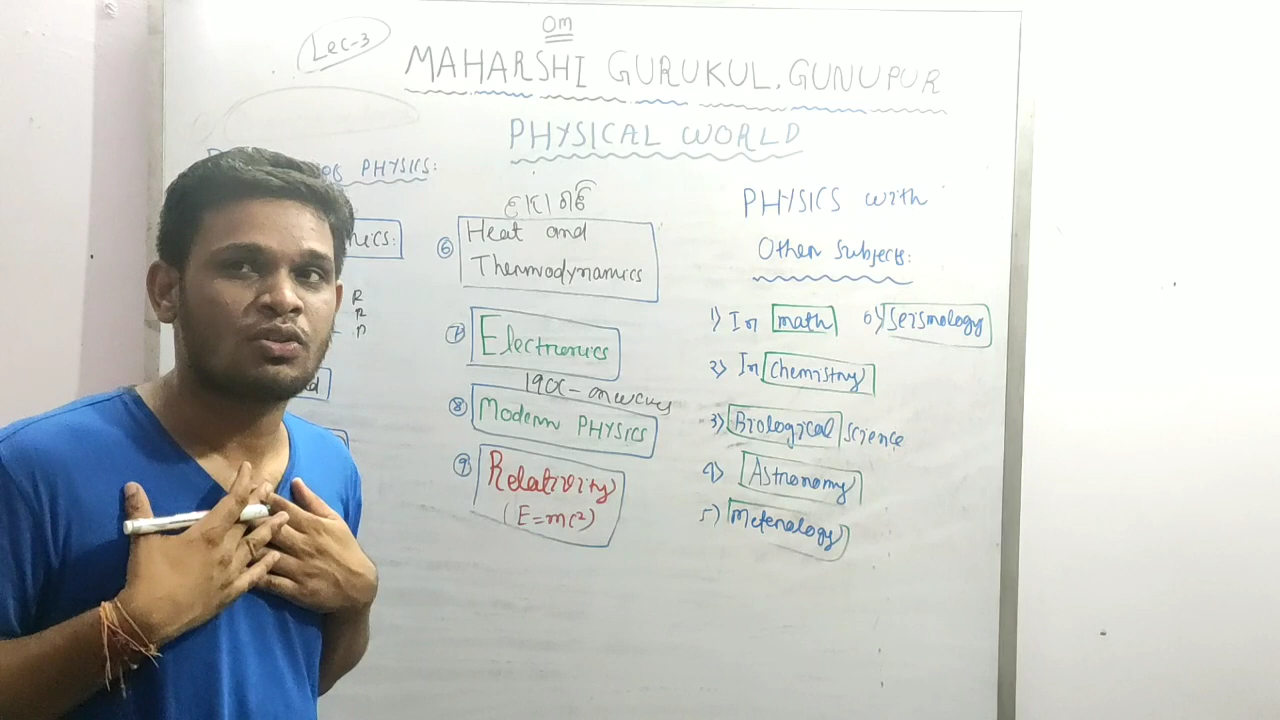 Om
Lec-3
MAHARSHI GURUKUL, GUNUPUR
PHYSICAL WORLD
PHYSICS:
6 Heat and
Thermodynamics
7 Electronics
8 Modern PHYSICS
9 Relativity
(E=mc²)
PHYSICS with
Other Subjects:
1) In math
6) Seismology
2) In Chemistry
3) Biological Science
4) Astronomy
5)